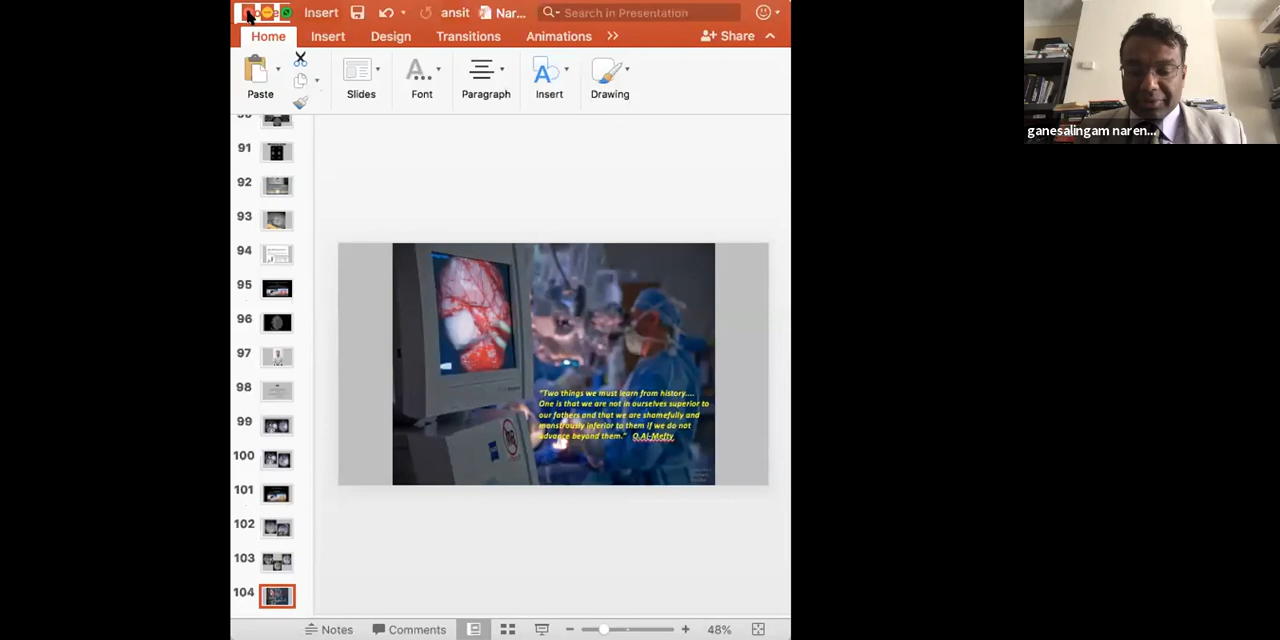 Insert
ansit
Nar...
Search in Presentation
Home
Insert
Design
Transitions
Animations
>>
Share
Paste
Slides
A...
Font
Paragraph
A
Insert
Drawing
91
92
93
94
95
96
97
98
99
100
101
102
103
104
"Two things we must learn from history....
One is that we are not in ourselves superior to
our fathers and that we are shamefully and
monstrously inferior to them if we do not
advance beyond them." O.Al-Mefty
Notes
Comments
48%
ganesalingam naren...